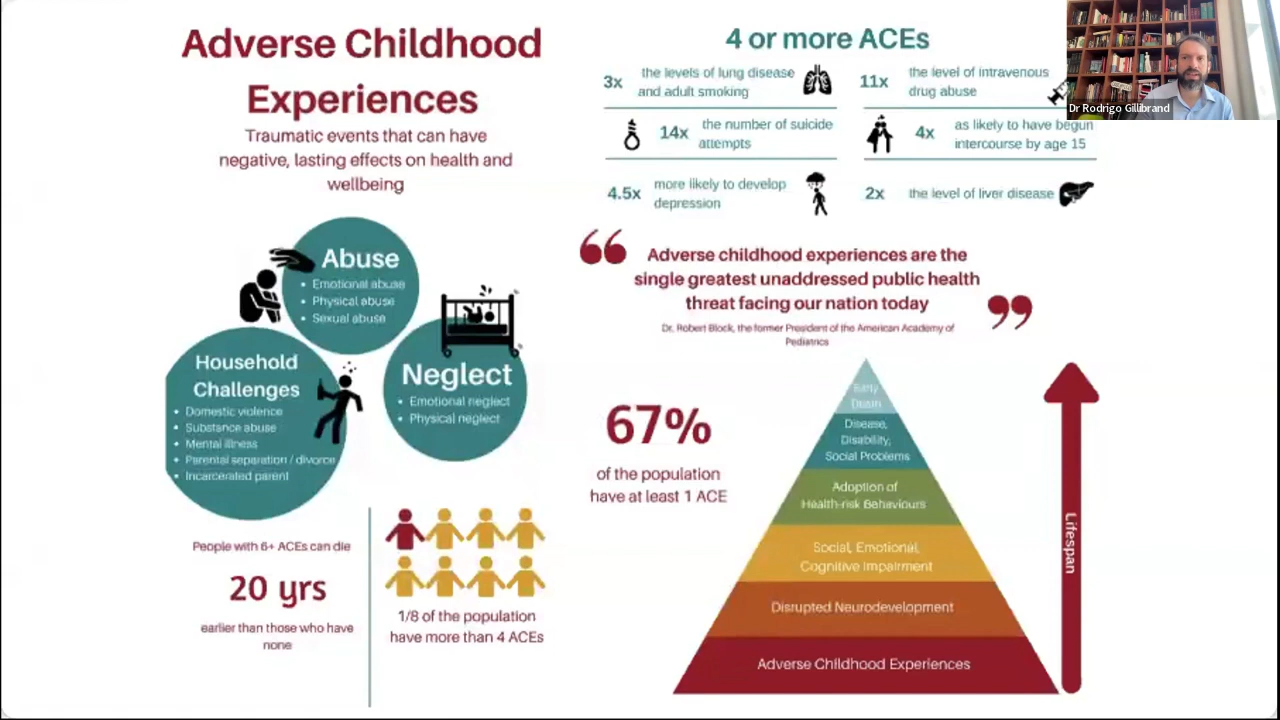 Adverse Childhood
Experiences
Traumatic events that can have
negative, lasting effects on health and
wellbeing
Abuse
• Emotional abuse
• Physical abuse
• Sexual abuse
Household
Challenges
• Domestic violence
• Substance abuse
• Mental illness
• Parental separation / divorce
• Incarcerated parent
Neglect
• Emotional neglect
• Physical neglect
People with 6+ ACEs can die
20 yrs
earlier than those who have
none
1/8 of the population
have more than 4 ACEs
4 or more ACEs
3x
the levels of lung disease
and adult smoking
11x
the level of intravenous
drug abuse
14x
the number of suicide
attempts
4x
as likely to have begun
intercourse by age 15
4.5x
more likely to develop
depression
2x
the level of liver disease
“
Adverse childhood experiences are the
single greatest unaddressed public health
threat facing our nation today
”
Dr. Robert Block, the former President of the American Academy of
Pediatrics
67%
of the population
have at least 1 ACE
Early
Death
Disease,
Disability,
Social Problems
Adoption of
Health-risk Behaviours
Social, Emotional,
Cognitive Impairment
Disrupted Neurodevelopment
Adverse Childhood Experiences
Lifespan
Dr Rodrigo Gillibrand